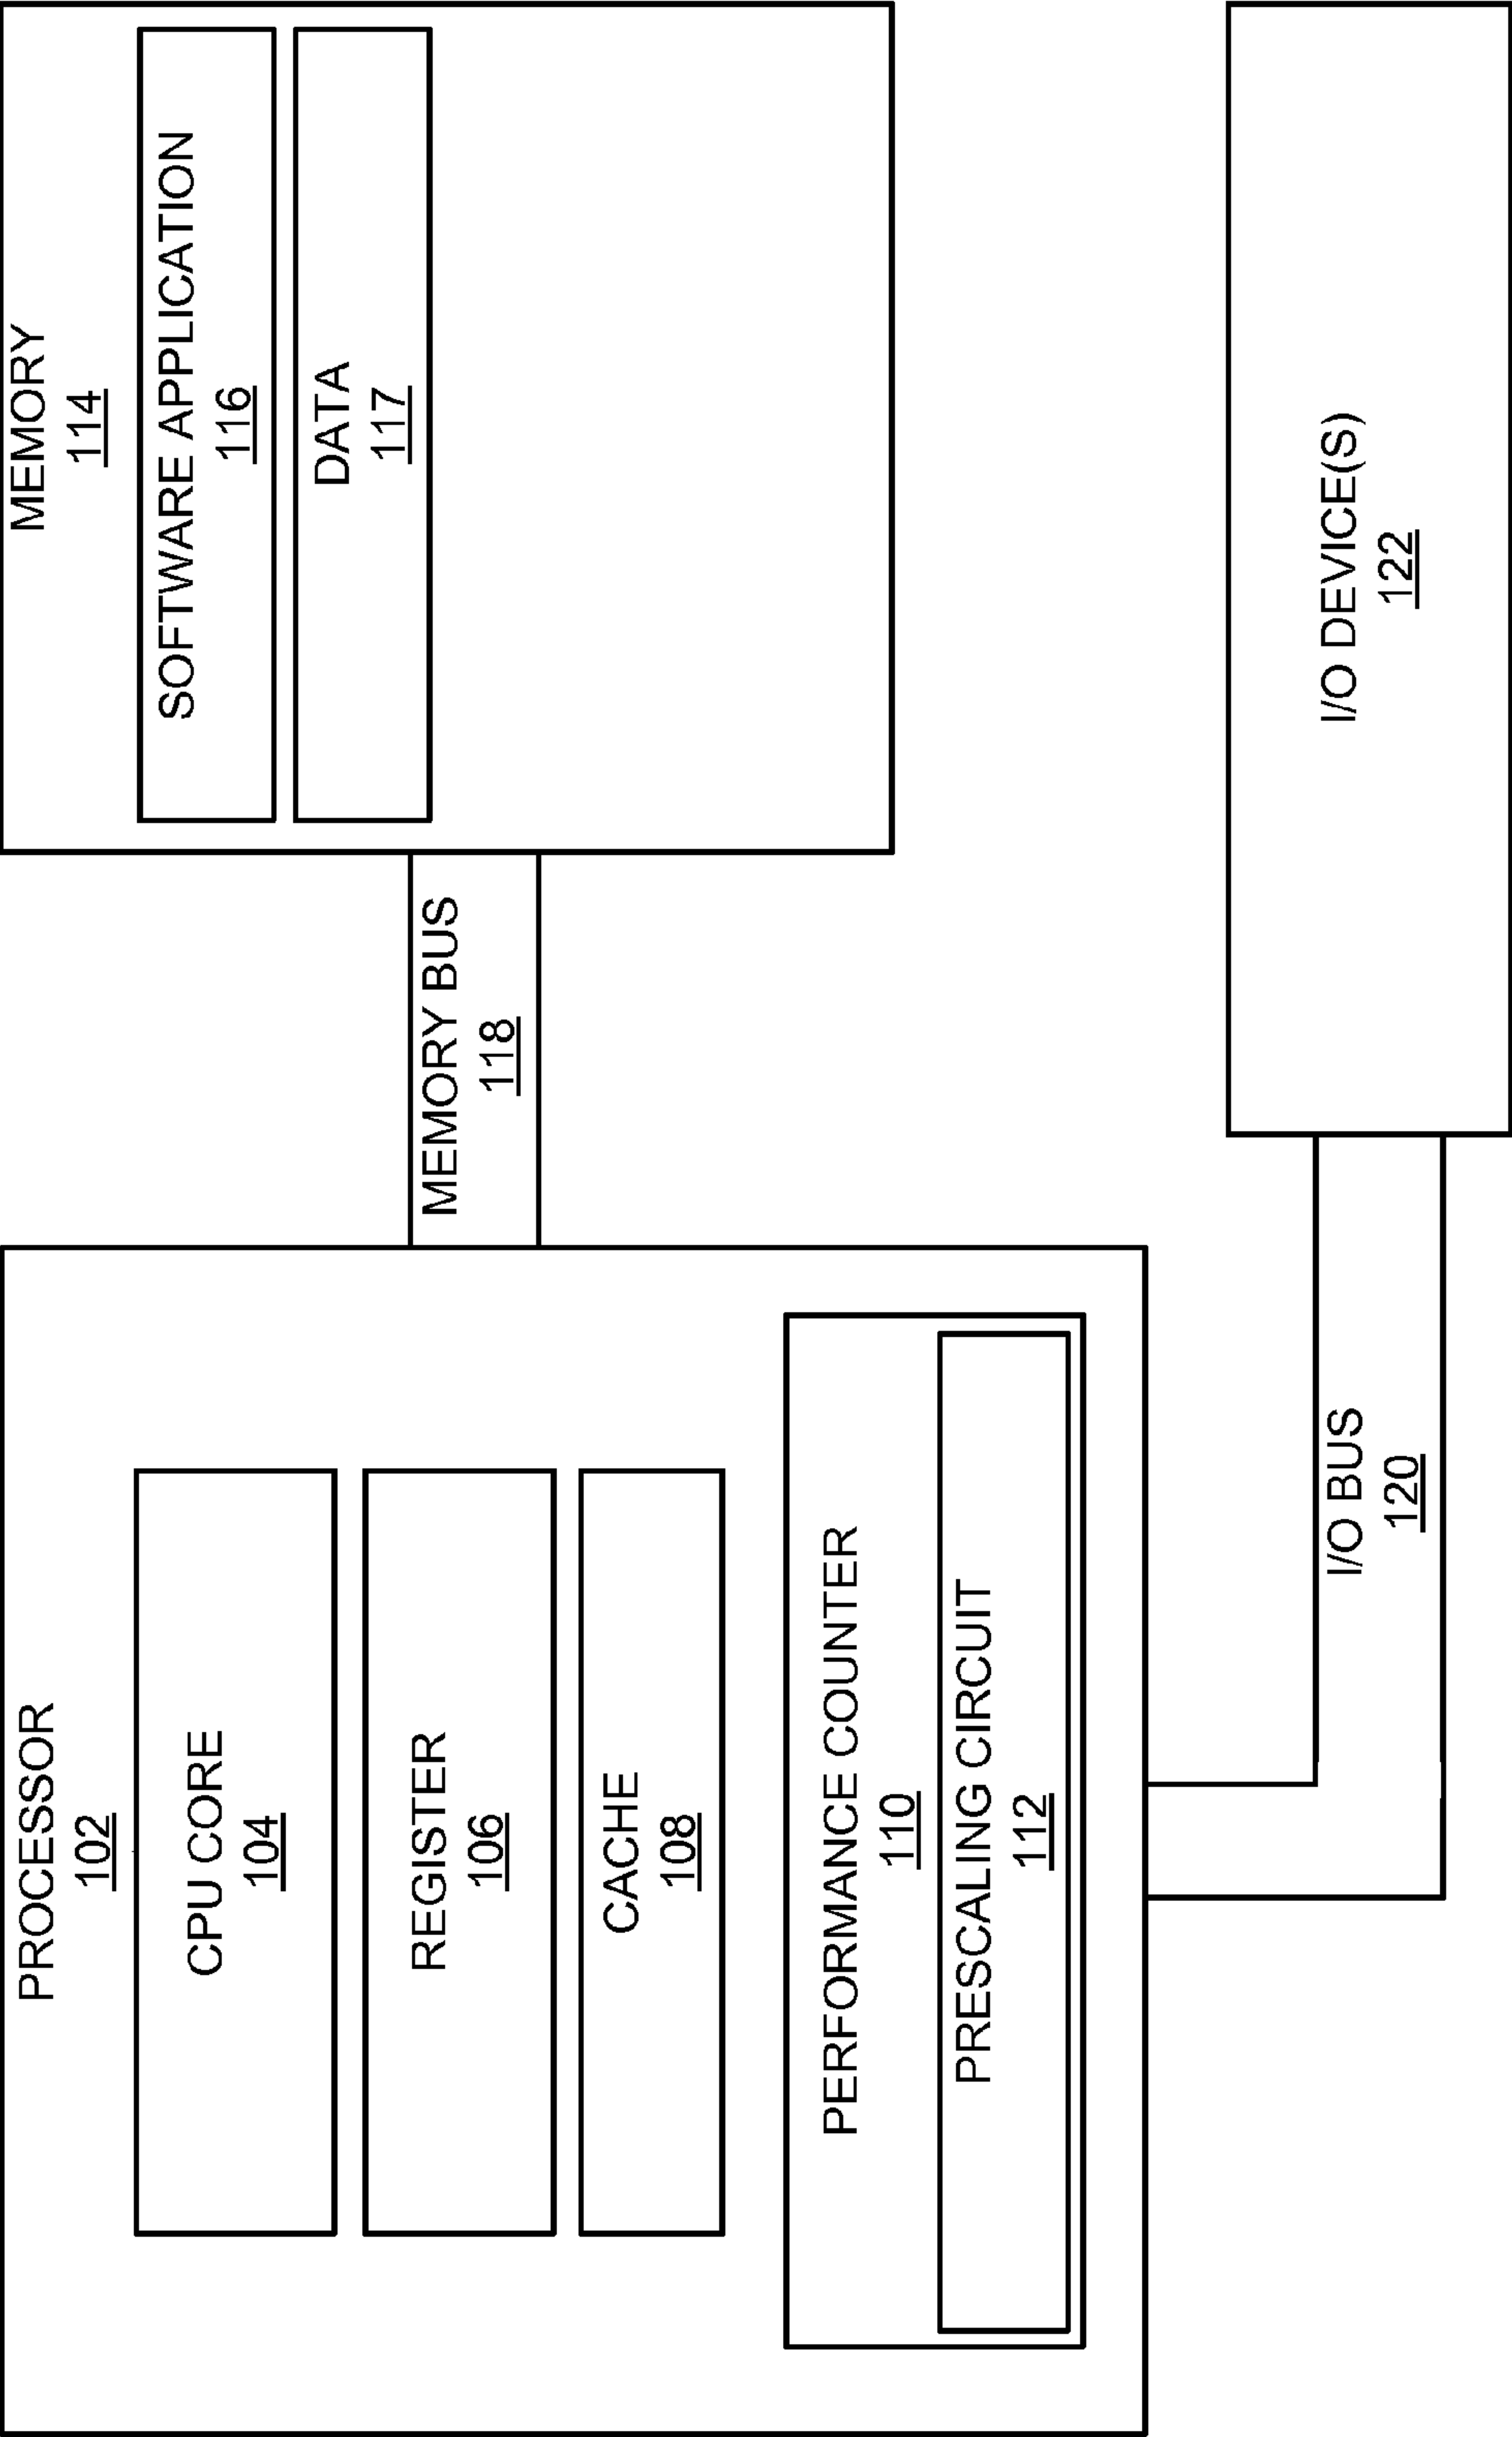 PROCESSOR
102
CPU CORE
104
REGISTER
106
CACHE
108
PERFORMANCE COUNTER
110
PRESCALING CIRCUIT
112
MEMORY BUS
118
MEMORY
114
SOFTWARE APPLICATION
116
DATA
117
I/O BUS
120
I/O DEVICE(S)
122